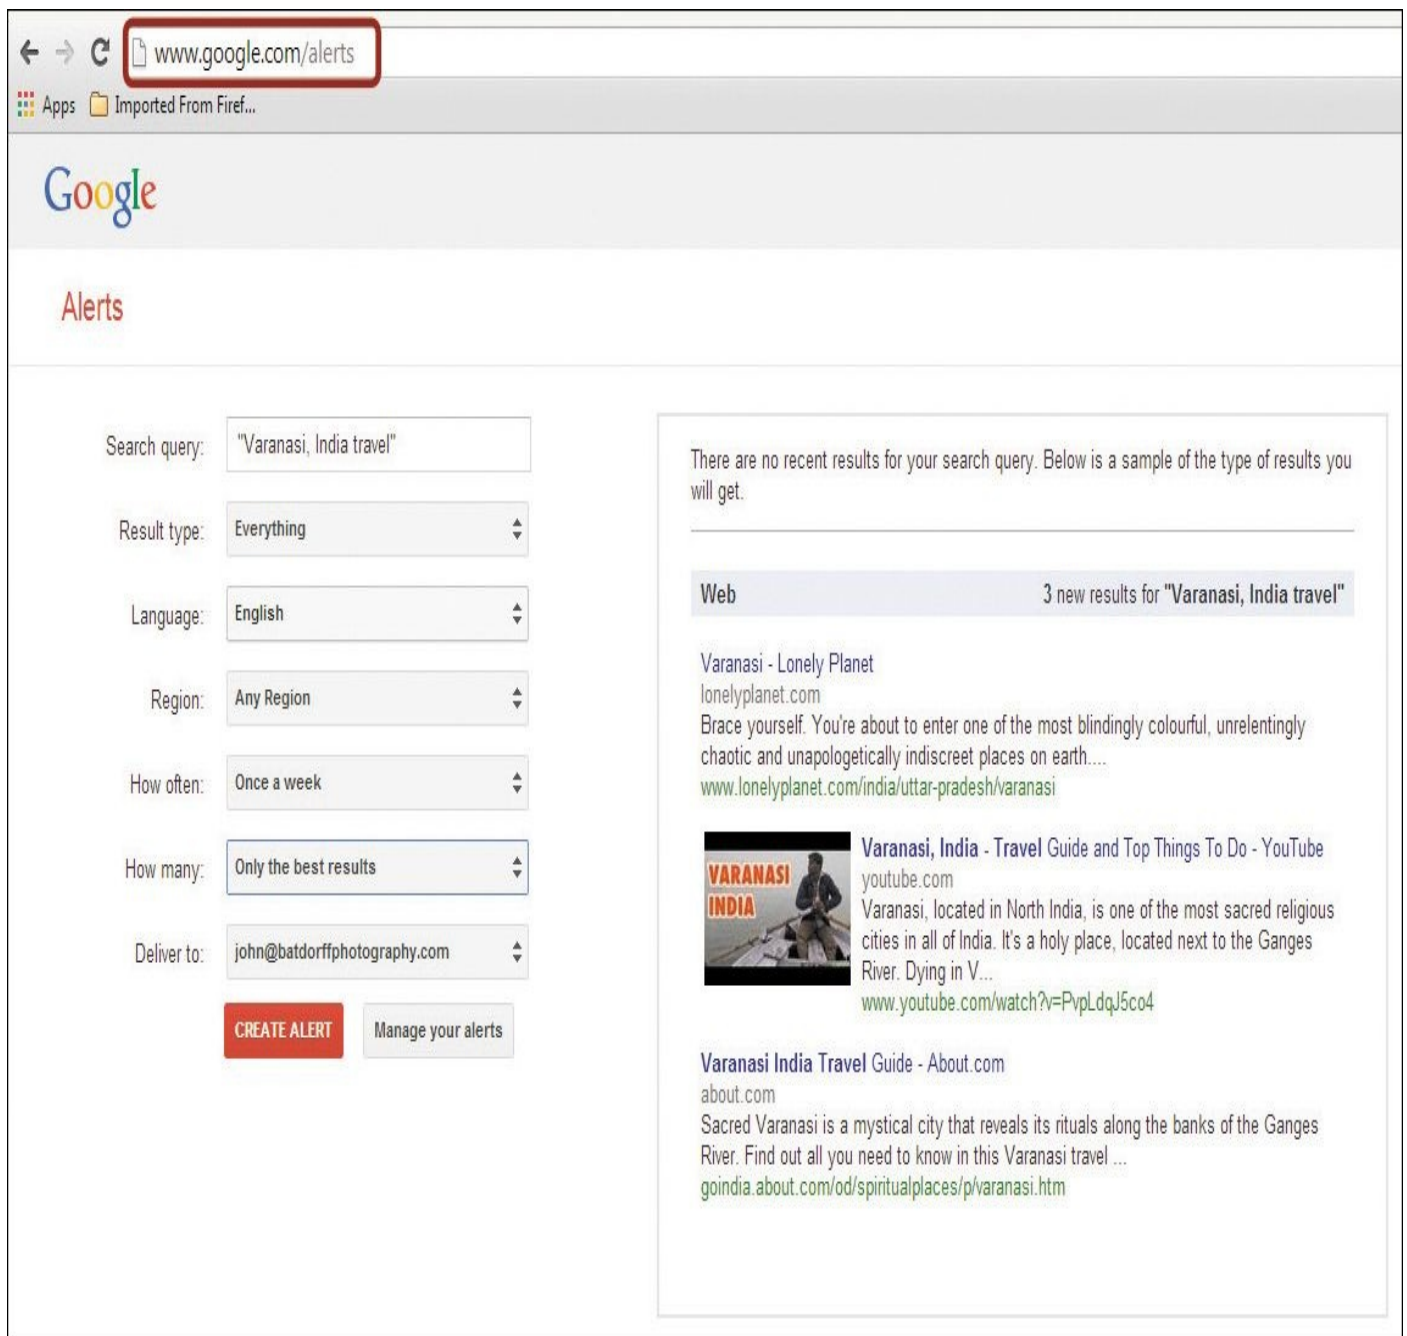 www.google.com/alerts
Apps Imported From Firef...
Google
Alerts
Search query: "Varanasi, India travel"
Result type: Everything
Language: English
Region: Any Region
How often: Once a week
How many: Only the best results
Deliver to: john@batdorffphotography.com
CREATE ALERT Manage your alerts
There are no recent results for your search query. Below is a sample of the type of results you
will get.
Web 3 new results for "Varanasi, India travel"
Varanasi - Lonely Planet
lonelyplanet.com
Brace yourself. You're about to enter one of the most blindingly colourful, unrelentingly
chaotic and unapologetically indiscreet places on earth....
www.lonelyplanet.com/india/uttar-pradesh/varanasi
VARANASI
INDIA
Varanasi, India - Travel Guide and Top Things To Do - YouTube
youtube.com
Varanasi, located in North India, is one of the most sacred religious
cities in all of India. It's a holy place, located next to the Ganges
River. Dying in V...
www.youtube.com/watch?v=PvpLdqJ5co4
Varanasi India Travel Guide - About.com
about.com
Sacred Varanasi is a mystical city that reveals its rituals along the banks of the Ganges
River. Find out all you need to know in this Varanasi travel ...
goindia.about.com/od/spiritualplaces/p/varanasi.htm